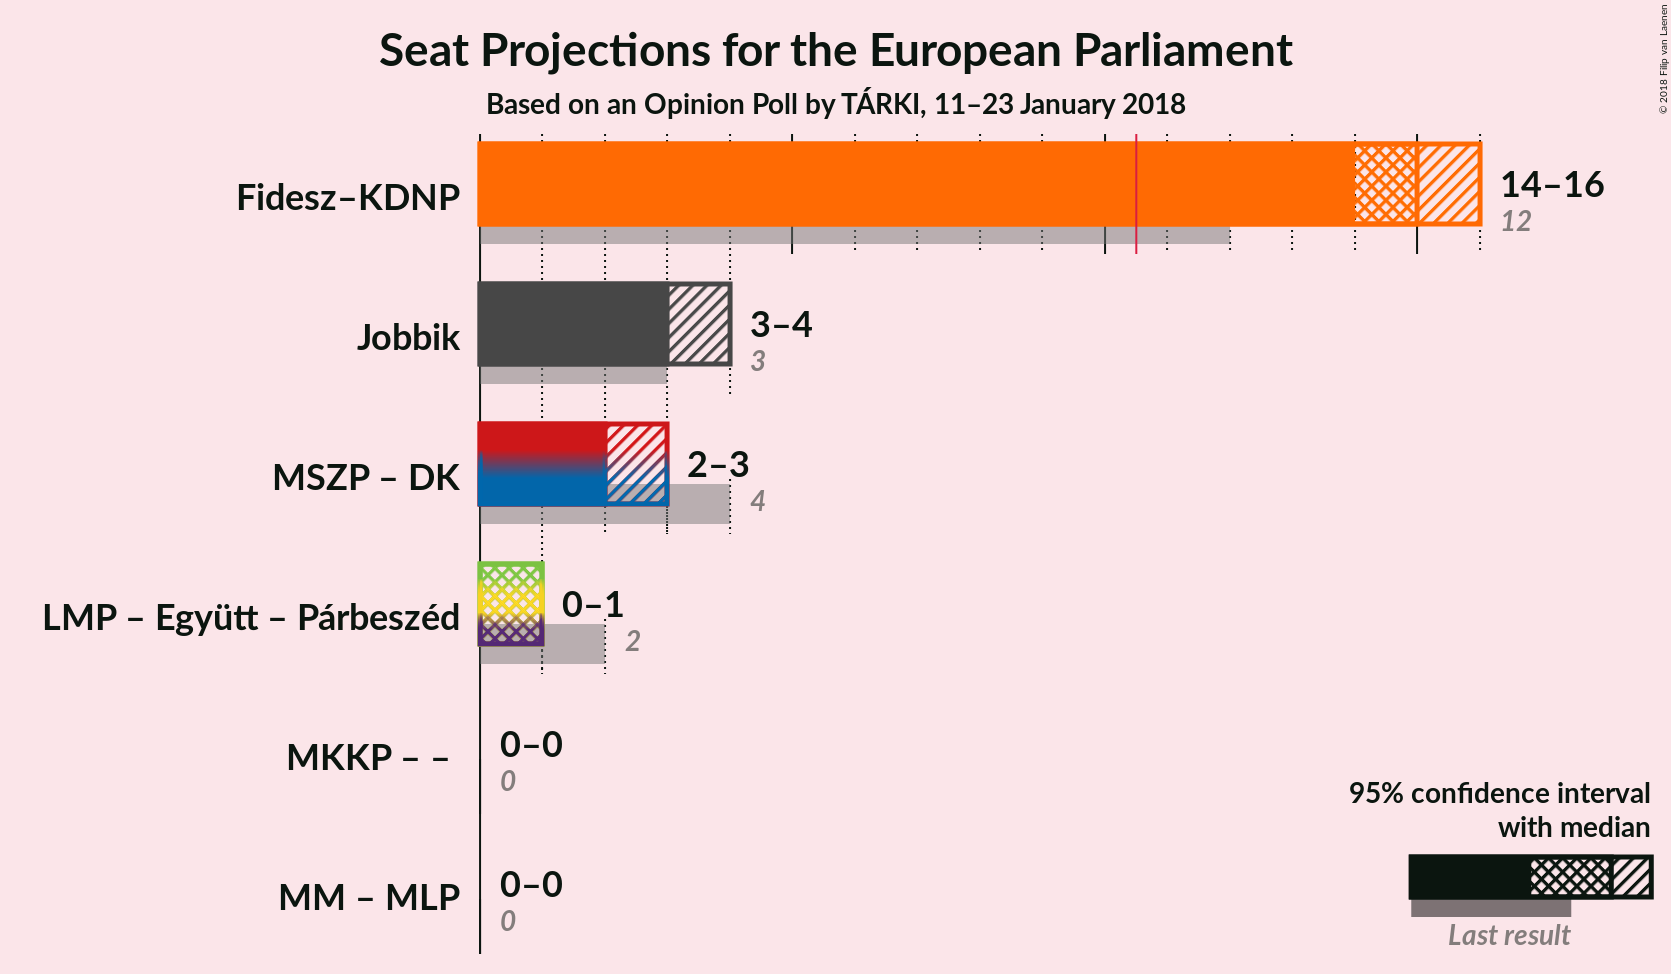 Seat Projections for the European Parliament
Based on an Opinion Poll by TÁRKI, 11–23 January 2018
© 2018 Filip van Laenen
Fidesz–KDNP
14–16
12
Jobbik
3–4
3
MSZP – DK
2–3
4
LMP – Együtt – Párbeszéd
0–1
2
MKKP – –
0–0
0
MM – MLP
0–0
0
95% confidence interval
with median
Last result